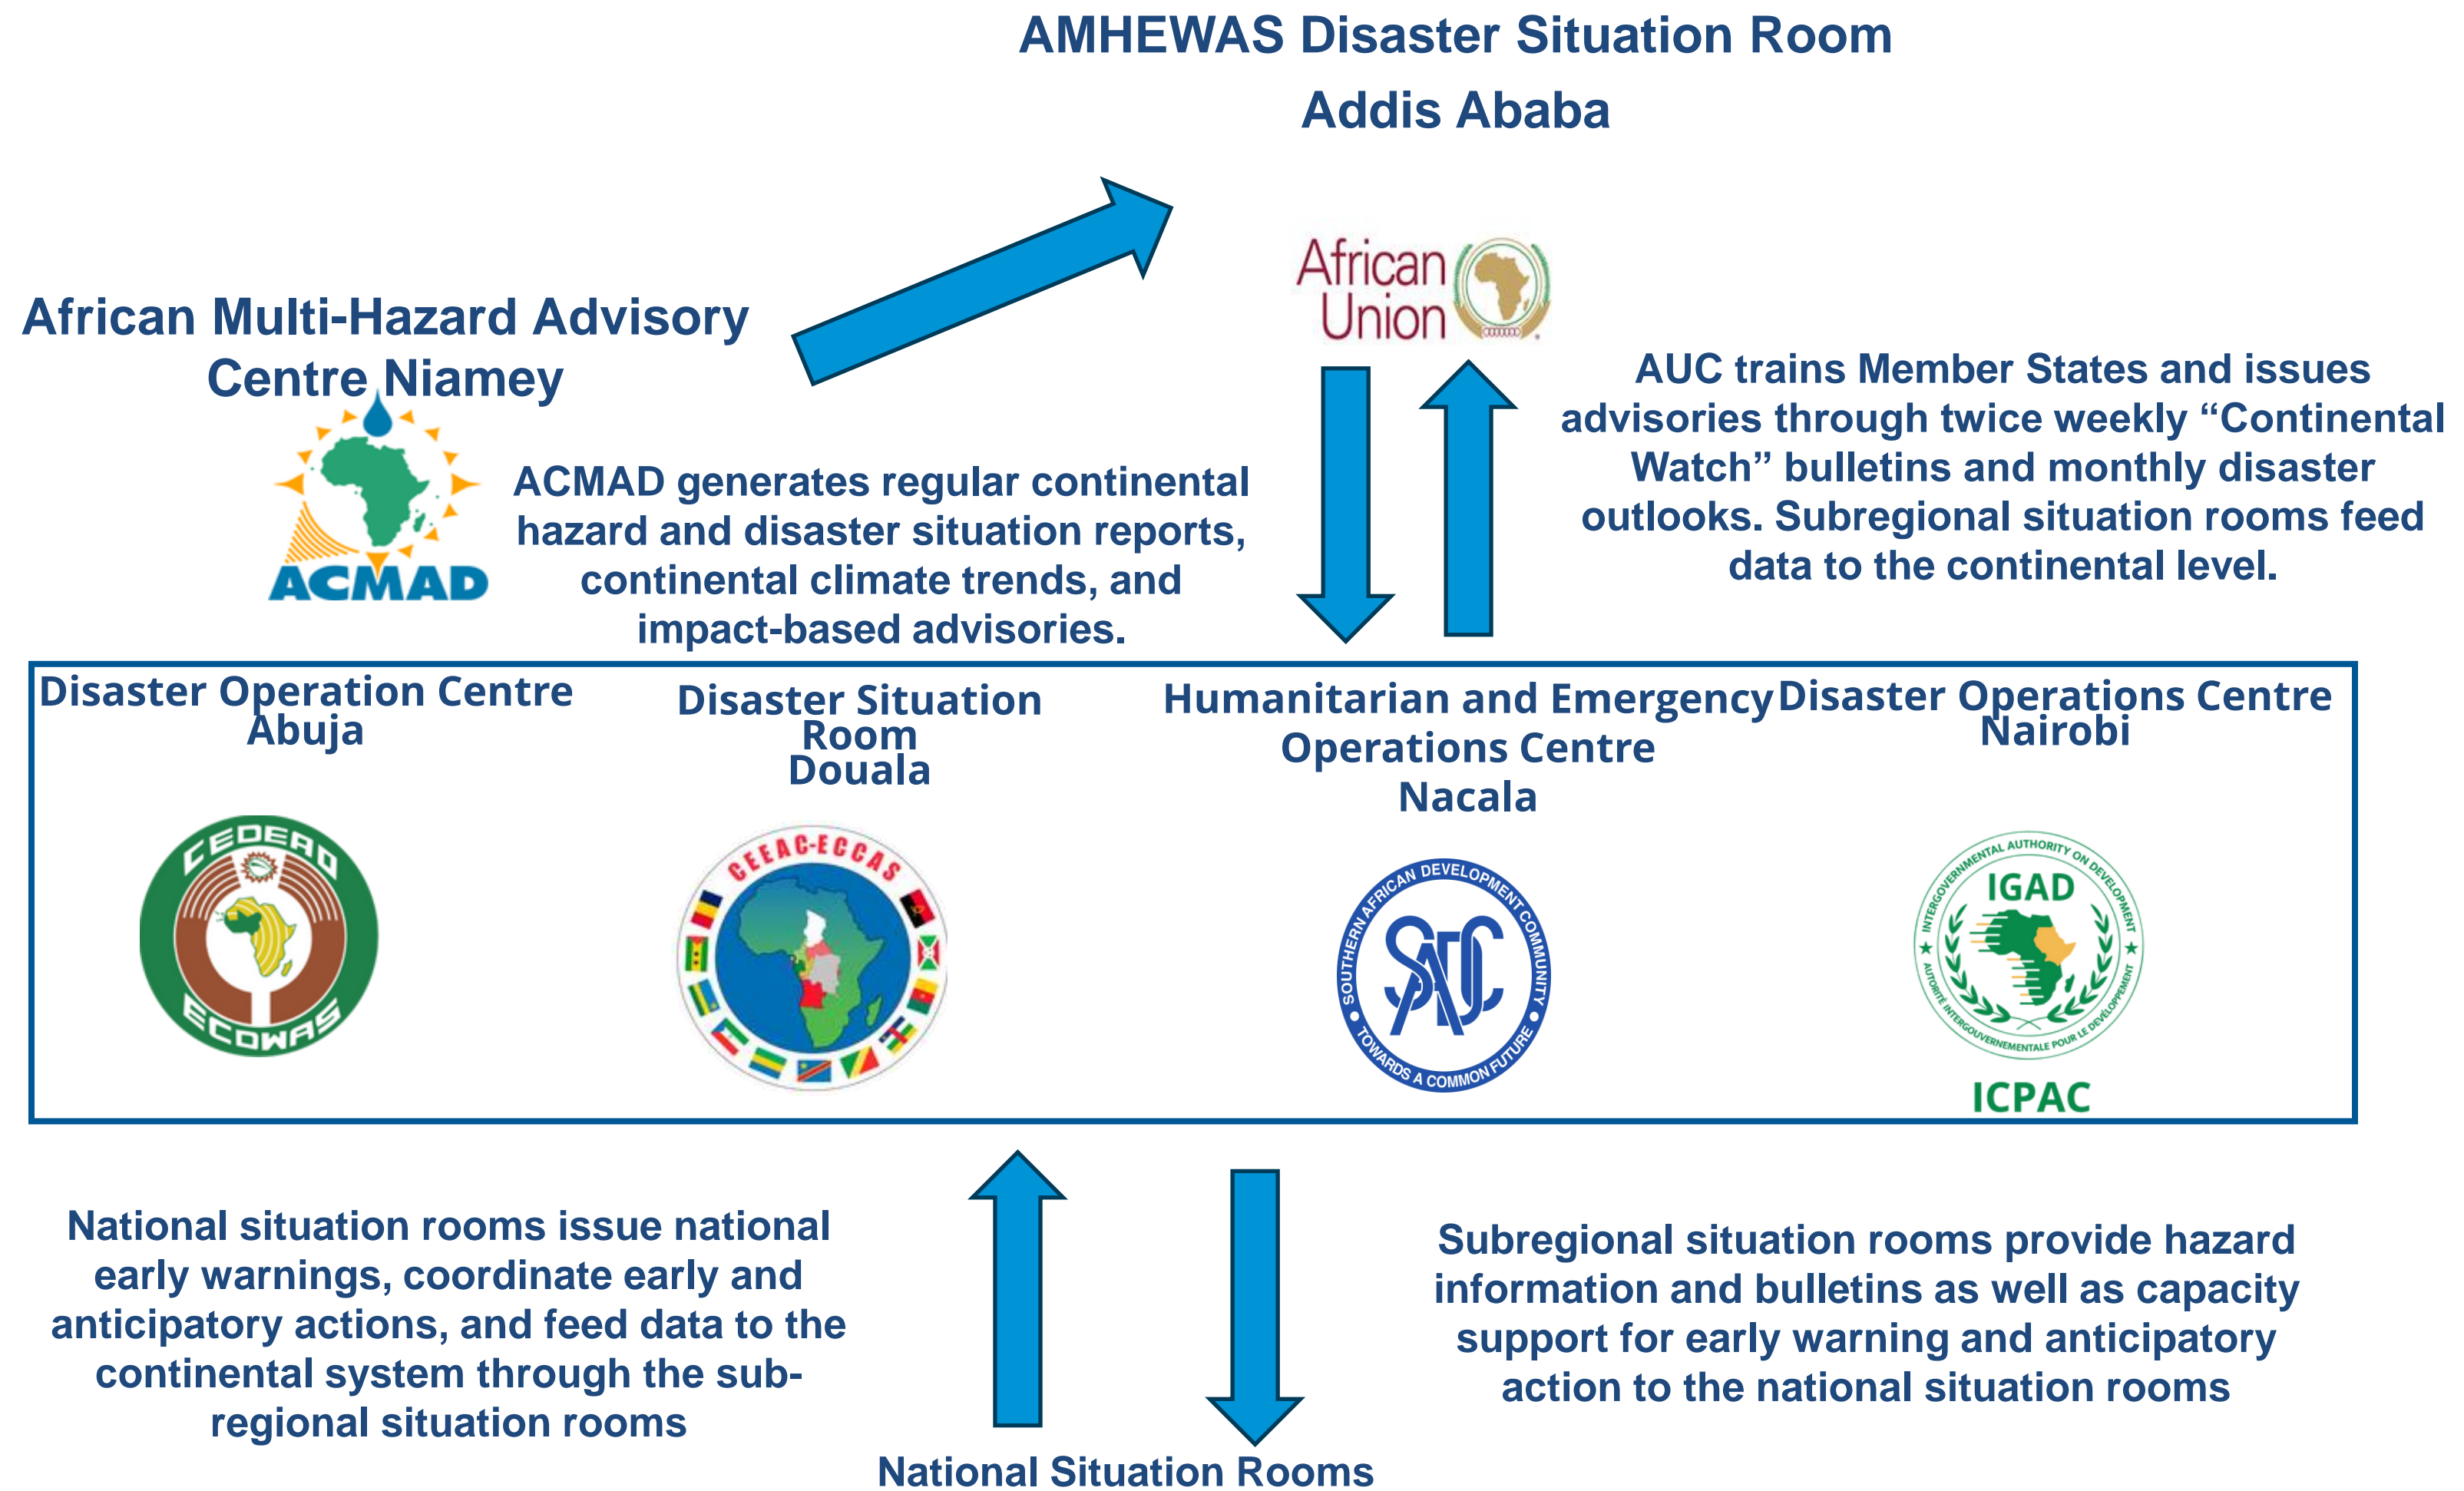 AMHEWAS Disaster Situation Room
Addis Ababa
African
Union
African Multi-Hazard Advisory
Centre Niamey
ACMAD
ACMAD generates regular continental
hazard and disaster situation reports,
continental climate trends, and
impact-based advisories.
AUC trains Member States and issues
advisories through twice weekly “Continental
Watch” bulletins and monthly disaster
outlooks. Subregional situation rooms feed
data to the continental level.
Disaster Operation Centre
Abuja
CEDEAO
ECOWAS
Disaster Situation
Room
Douala
CEEAC-ECCAS
Humanitarian and Emergency
Operations Centre
Nacala
SOUTHERN AFRICAN DEVELOPMENT COMMUNITY
SADC
TOWARDS A COMMON FUTURE
Disaster Operations Centre
Nairobi
INTERGOVERNMENTAL AUTHORITY ON DEVELOPMENT
IGAD
AUTORITÉ INTERGOUVERNEMENTALE POUR LE DEVÉLOPPEMENT
ICPAC
National situation rooms issue national
early warnings, coordinate early and
anticipatory actions, and feed data to the
continental system through the sub-
regional situation rooms
Subregional situation rooms provide hazard
information and bulletins as well as capacity
support for early warning and anticipatory
action to the national situation rooms
National Situation Rooms